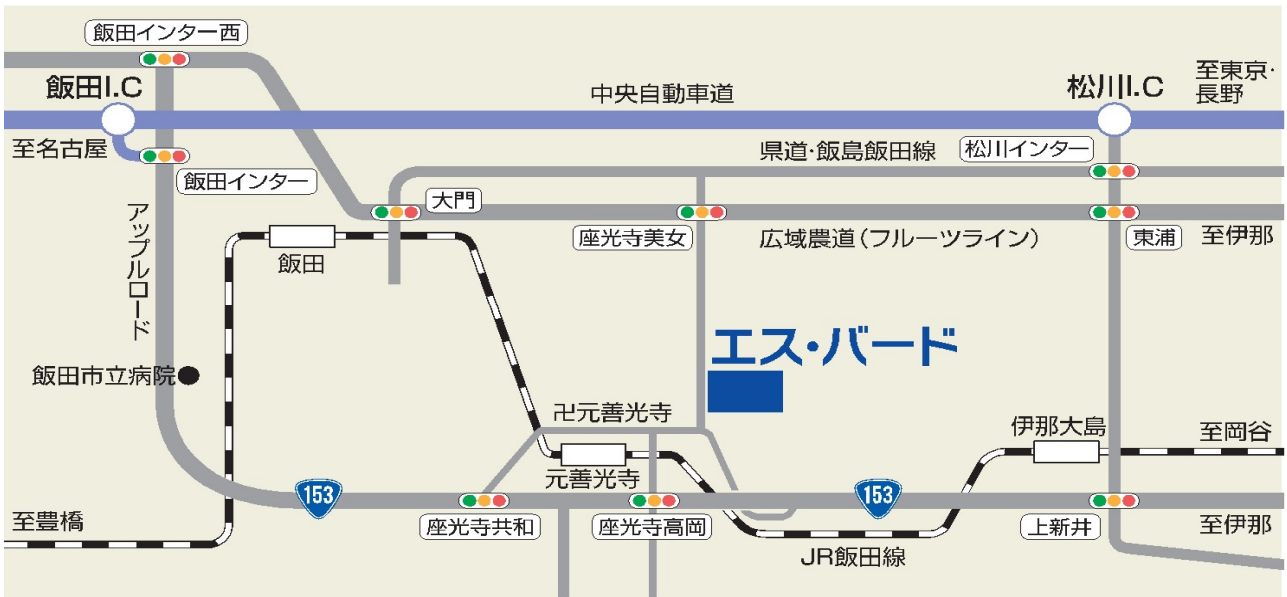 飯田インター西
飯田I.C
中央自動車道
松川I.C
至東京・
長野
至名古屋
飯田インター
県道・飯島飯田線
松川インター
大門
アップルロード
飯田
座光寺美女
広域農道（フルーツライン）
東浦
至伊那
エス・バード
飯田市立病院
卍元善光寺
伊那大島
至岡谷
元善光寺
153
153
至豊橋
座光寺共和
座光寺高岡
上新井
至伊那
JR飯田線